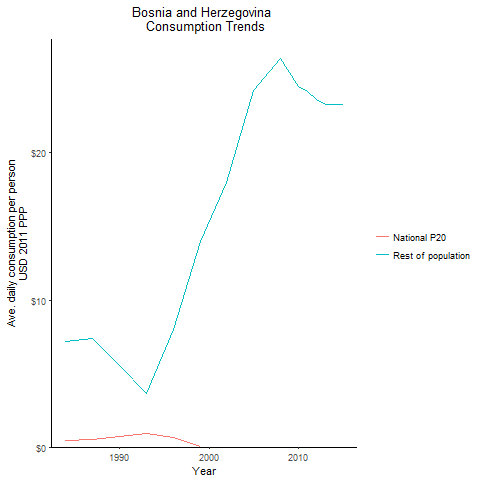 Bosnia and Herzegovina
Consumption Trends
Ave. daily consumption per person
USD 2011 PPP
$20
$10
$0
1990
2000
2010
Year
National P20
Rest of population